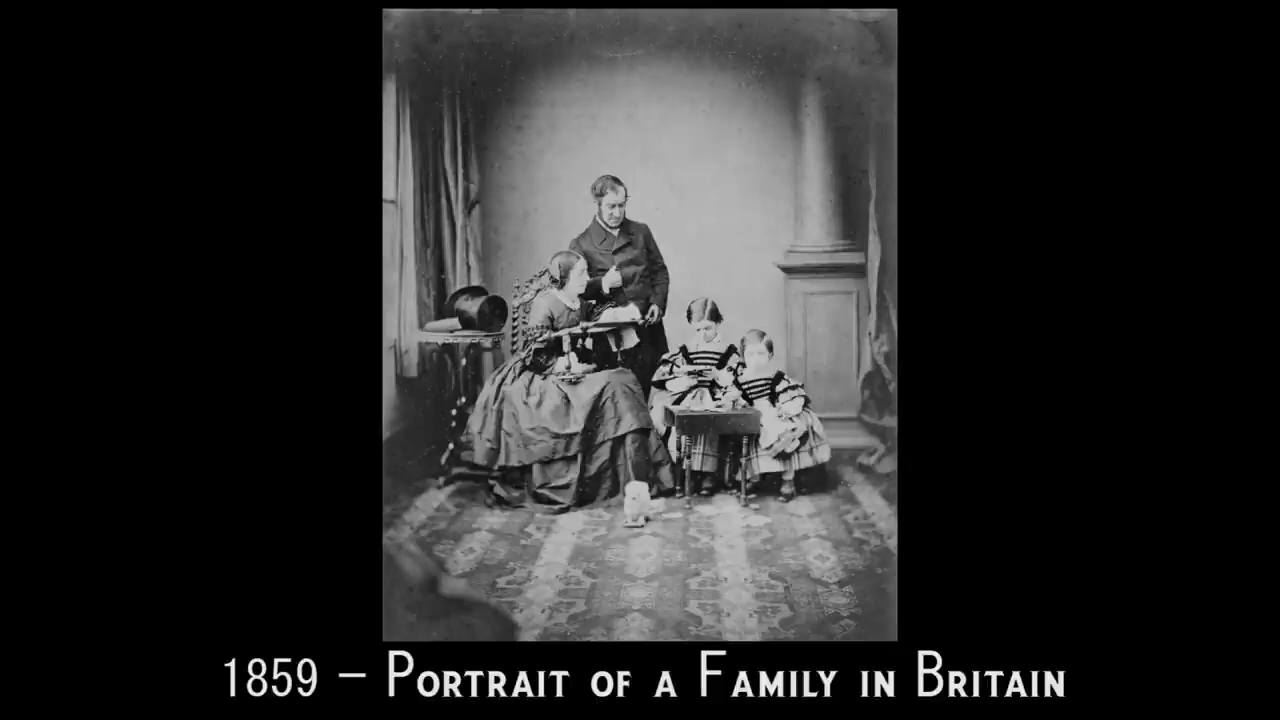 1859 – Portrait of a Family in Britain